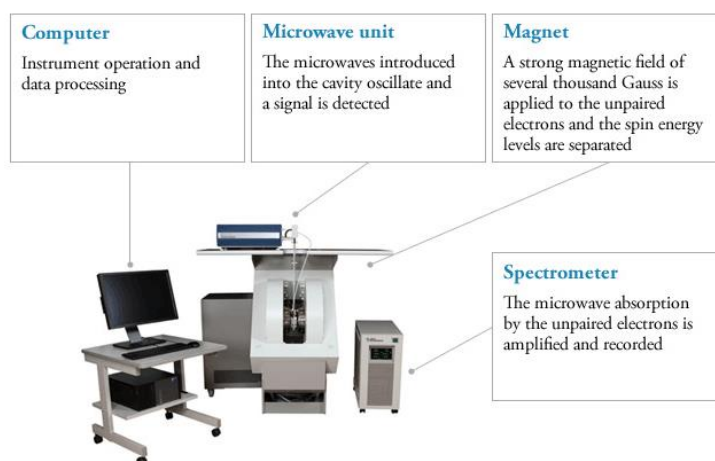 Computer
Instrument operation and
data processing
Microwave unit
The microwaves introduced
into the cavity oscillate and
a signal is detected
Magnet
A strong magnetic field of
several thousand Gauss is
applied to the unpaired
electrons and the spin energy
levels are separated
Spectrometer
The microwave absorption
by the unpaired electrons is
amplified and recorded